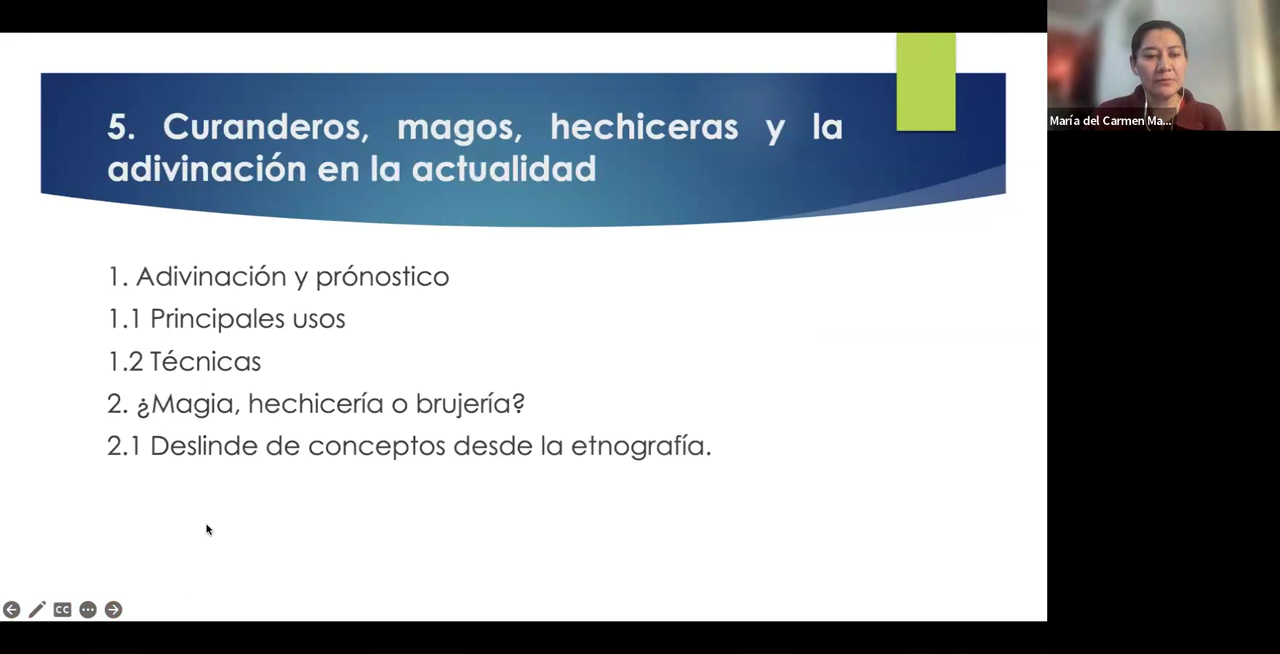 5. Curanderos, magos, hechiceras y la
adivinación en la actualidad
1. Adivinación y prónostico
1.1 Principales usos
1.2 Técnicas
2. ¿Magia, hechicería o brujería?
2.1 Deslinde de conceptos desde la etnografía.
María del Carmen Ma...
CC